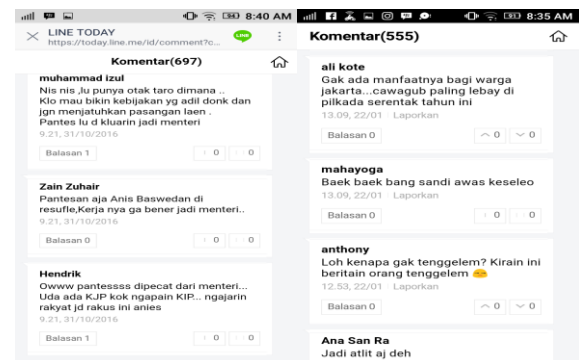 8:40 AM
LINE TODAY
https://today.line.me/id/comment?c...
Komentar(697)
muhammad izul
Nis nis ,lu punya otak taro dimana ..
Klo mau bikin kebijakan yg adil donk dan
jgn menjatuhkan pasangan laen .
Pantes lu d kluarin jadi menteri
9.21, 31/10/2016
Balasan 1
0
0
Zain Zuhair
Pantesan aja Anis Baswedan di
resufle,Kerja nya ga bener jadi menteri..
9.21, 31/10/2016
Balasan 0
0
0
Hendrik
Owww pantessss dipecat dari menteri...
Uda ada KJP kok ngapain KIP... ngajarin
rakyat jd rakus ini anies
9.21, 31/10/2016
Balasan 1
0
0
8:35 AM
Komentar(555)
ali kote
Gak ada manfaatnya bagi warga
jakarta...cawagub paling lebay di
pilkada serentak tahun ini
13.09, 22/01 Laporkan
Balasan 0
0
0
mahayoga
Baek baek bang sandi awas keseleo
13.09, 22/01 Laporkan
Balasan 0
0
0
anthony
Loh kenapa gak tenggelem? Kirain ini
beritain orang tenggelem 😁
12.53, 22/01 Laporkan
Balasan 0
0
0
Ana San Ra
Jadi atlit aj deh